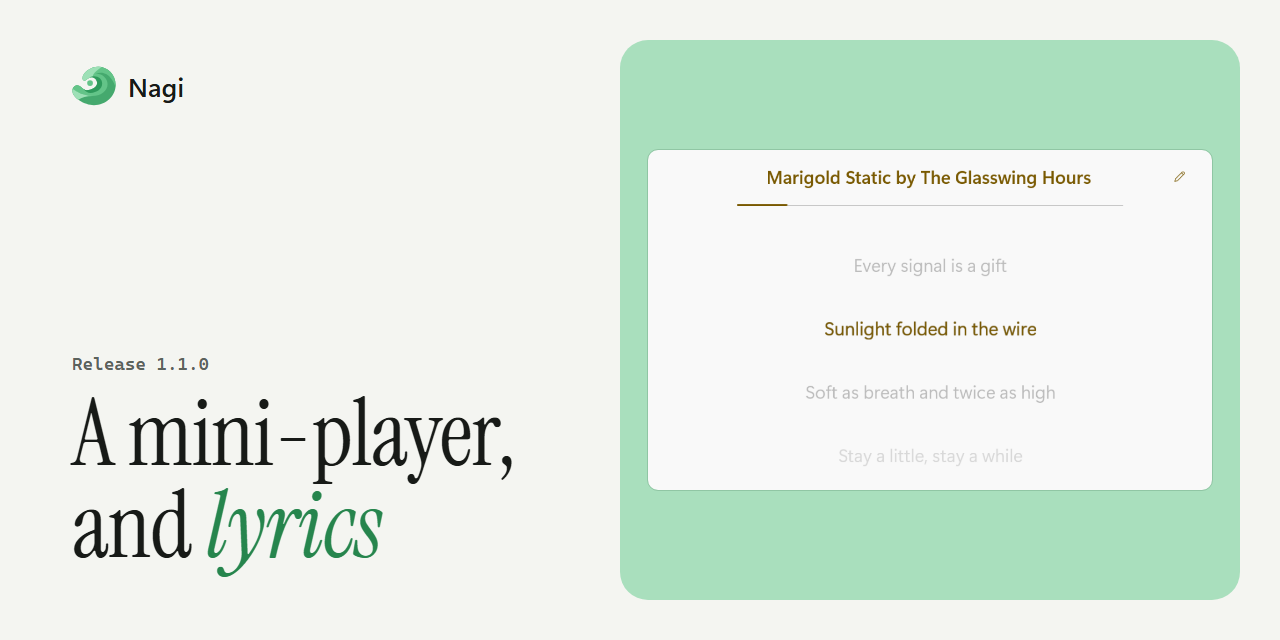 Nagi
Release 1.1.0
A mini-player,
and lyrics
Marigold Static by The Glasswing Hours
Every signal is a gift
Sunlight folded in the wire
Soft as breath and twice as high
Stay a little, stay a while